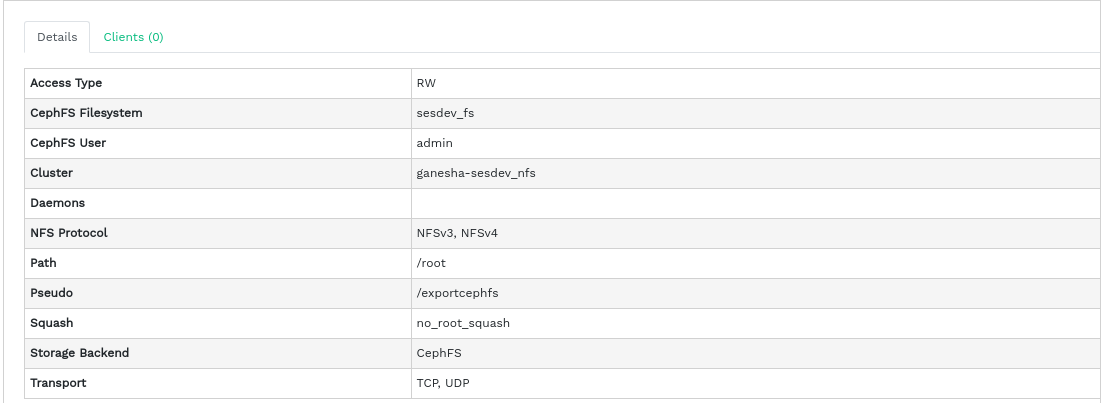 Details Clients (0)
Access Type RW
CephFS Filesystem sesdev_fs
CephFS User admin
Cluster ganesha-sesdev_nfs
Daemons
NFS Protocol NFSv3, NFSv4
Path /root
Pseudo /exportcephfs
Squash no_root_squash
Storage Backend CephFS
Transport TCP, UDP